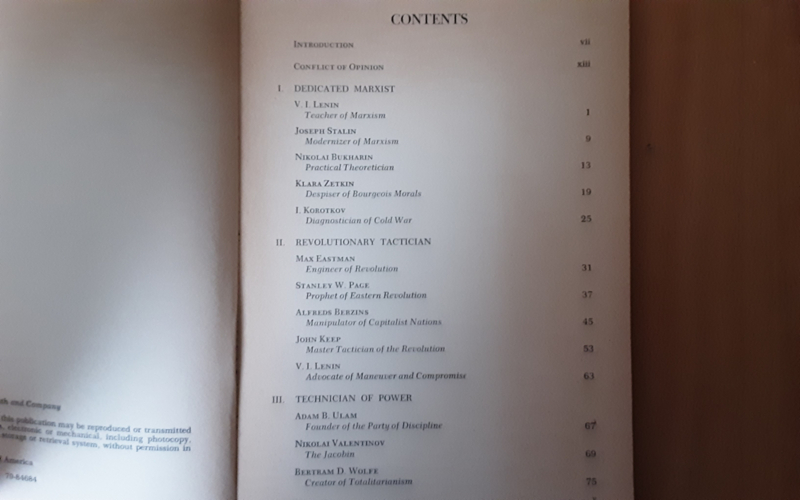 th and Company
this publication may be reproduced or transmitted
, electronic or mechanical, including photocopy,
storage or retrieval system, without permission in
America
79-84684
CONTENTS
INTRODUCTION vii
CONFLICT OF OPINION xiii
I. DEDICATED MARXIST
V. I. LENIN
Teacher of Marxism 1
JOSEPH STALIN
Modernizer of Marxism 9
NIKOLAI BUKHARIN
Practical Theoretician 13
KLARA ZETKIN
Despiser of Bourgeois Morals 19
I. KOROTKOV
Diagnostician of Cold War 25
II. REVOLUTIONARY TACTICIAN
MAX EASTMAN
Engineer of Revolution 31
STANLEY W. PAGE
Prophet of Eastern Revolution 37
ALFREDS BERZINS
Manipulator of Capitalist Nations 45
JOHN KEEP
Master Tactician of the Revolution 53
V. I. LENIN
Advocate of Maneuver and Compromise 63
III. TECHNICIAN OF POWER
ADAM B. ULAM
Founder of the Party of Discipline 67
NIKOLAI VALENTINOV
The Jacobin 69
BERTRAM D. WOLFE
Creator of Totalitarianism 75